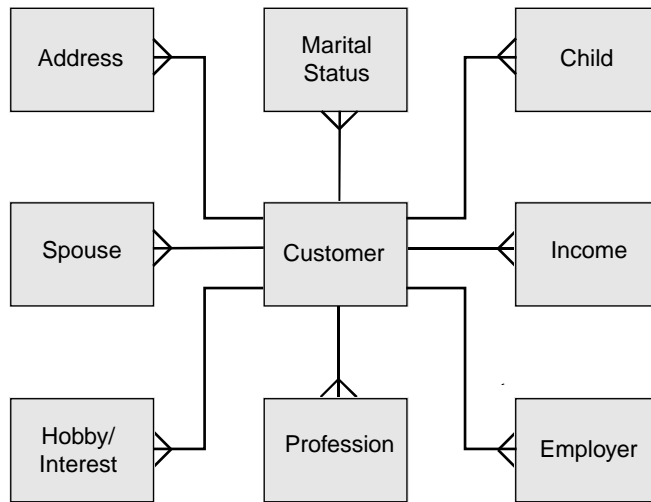 Address
Marital
Status
Child
Spouse
Customer
Income
Hobby/
Interest
Profession
Employer